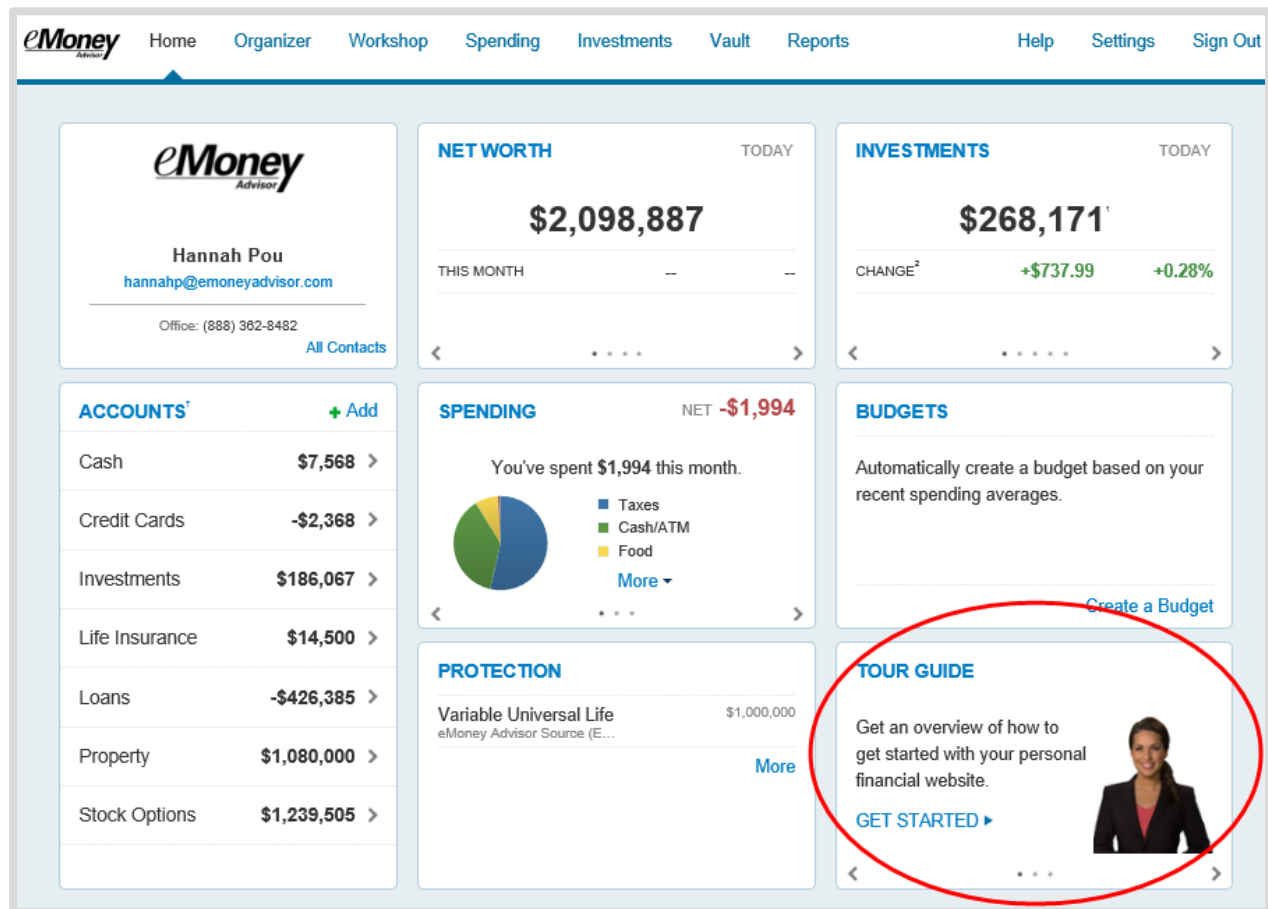 eMoney Advisor Home Organizer Workshop Spending Investments Vault Reports Help Settings Sign Out
eMoney
Advisor
Hannah Pou
hannahp@emoneyadvisor.com
Office: (888) 362-8482
All Contacts
NET WORTH TODAY
$2,098,887
THIS MONTH -- --
INVESTMENTS TODAY
$268,171¹
CHANGE² +$737.99 +0.28%
ACCOUNTS† + Add
Cash $7,568
Credit Cards -$2,368
Investments $186,067
Life Insurance $14,500
Loans -$426,385
Property $1,080,000
Stock Options $1,239,505
SPENDING NET -$1,994
You've spent $1,994 this month.
Taxes
Cash/ATM
Food
More
BUDGETS
Automatically create a budget based on your
recent spending averages.
Create a Budget
PROTECTION
Variable Universal Life $1,000,000
eMoney Advisor Source (E...
More
TOUR GUIDE
Get an overview of how to
get started with your personal
financial website.
GET STARTED